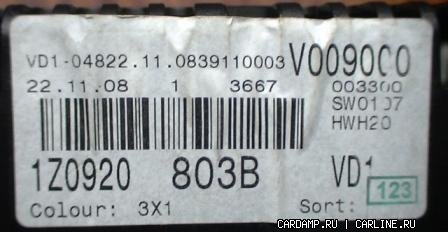 VD1-04822.11.0839110003 V009000
22.11.08 1 3667 003300
SW0107
HWH20
1Z0920 803B VD1
123
Colour: 3X1 Sort:
CARDAMP.RU | CARLINE.RU